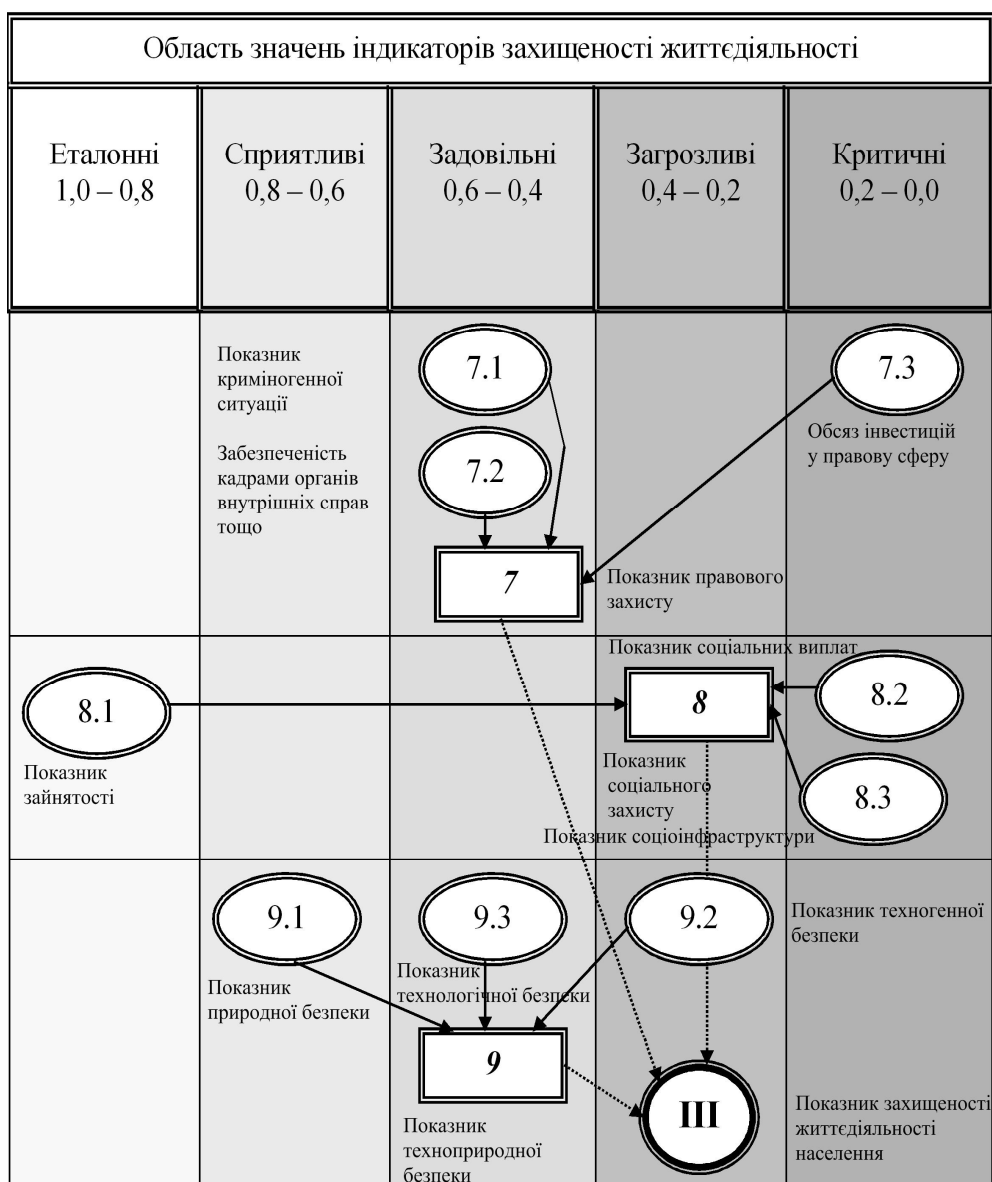 Область значень індикаторів захищеності життєдіяльності
Еталонні
1,0 – 0,8
Сприятливі
0,8 – 0,6
Задовільні
0,6 – 0,4
Загрозливі
0,4 – 0,2
Критичні
0,2 – 0,0
Показник
криміногенної
ситуації
7.1
7.3
Обсяз інвестицій
у правову сферу
Забезпеченість
кадрами органів
внутрішніх справ
тощо
7.2
7
Показник правового
захисту
Показник соціальних виплат
8.1
Показник
зайнятості
8
8.2
Показник
соціального
захисту
8.3
Показник соціоінфраструктури
9.1
Показник
природної безпеки
9.3
Показник
технологічної безпеки
9.2
Показник техногенної
безпеки
9
Показник
техноприродної
безпеки
III
Показник захищеності
життєдіяльності
населення